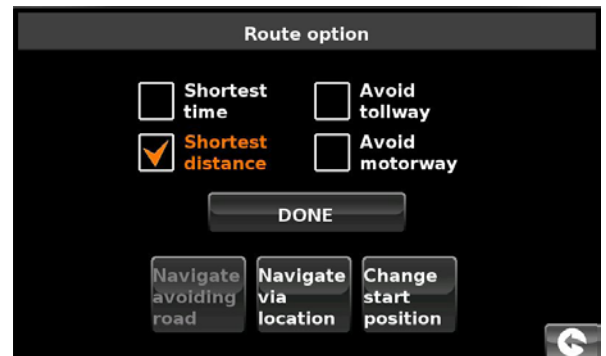 Route option
Shortest
time
Avoid
tollway
Shortest
distance
Avoid
motorway
DONE
Navigate
avoiding
road
Navigate
via
location
Change
start
position